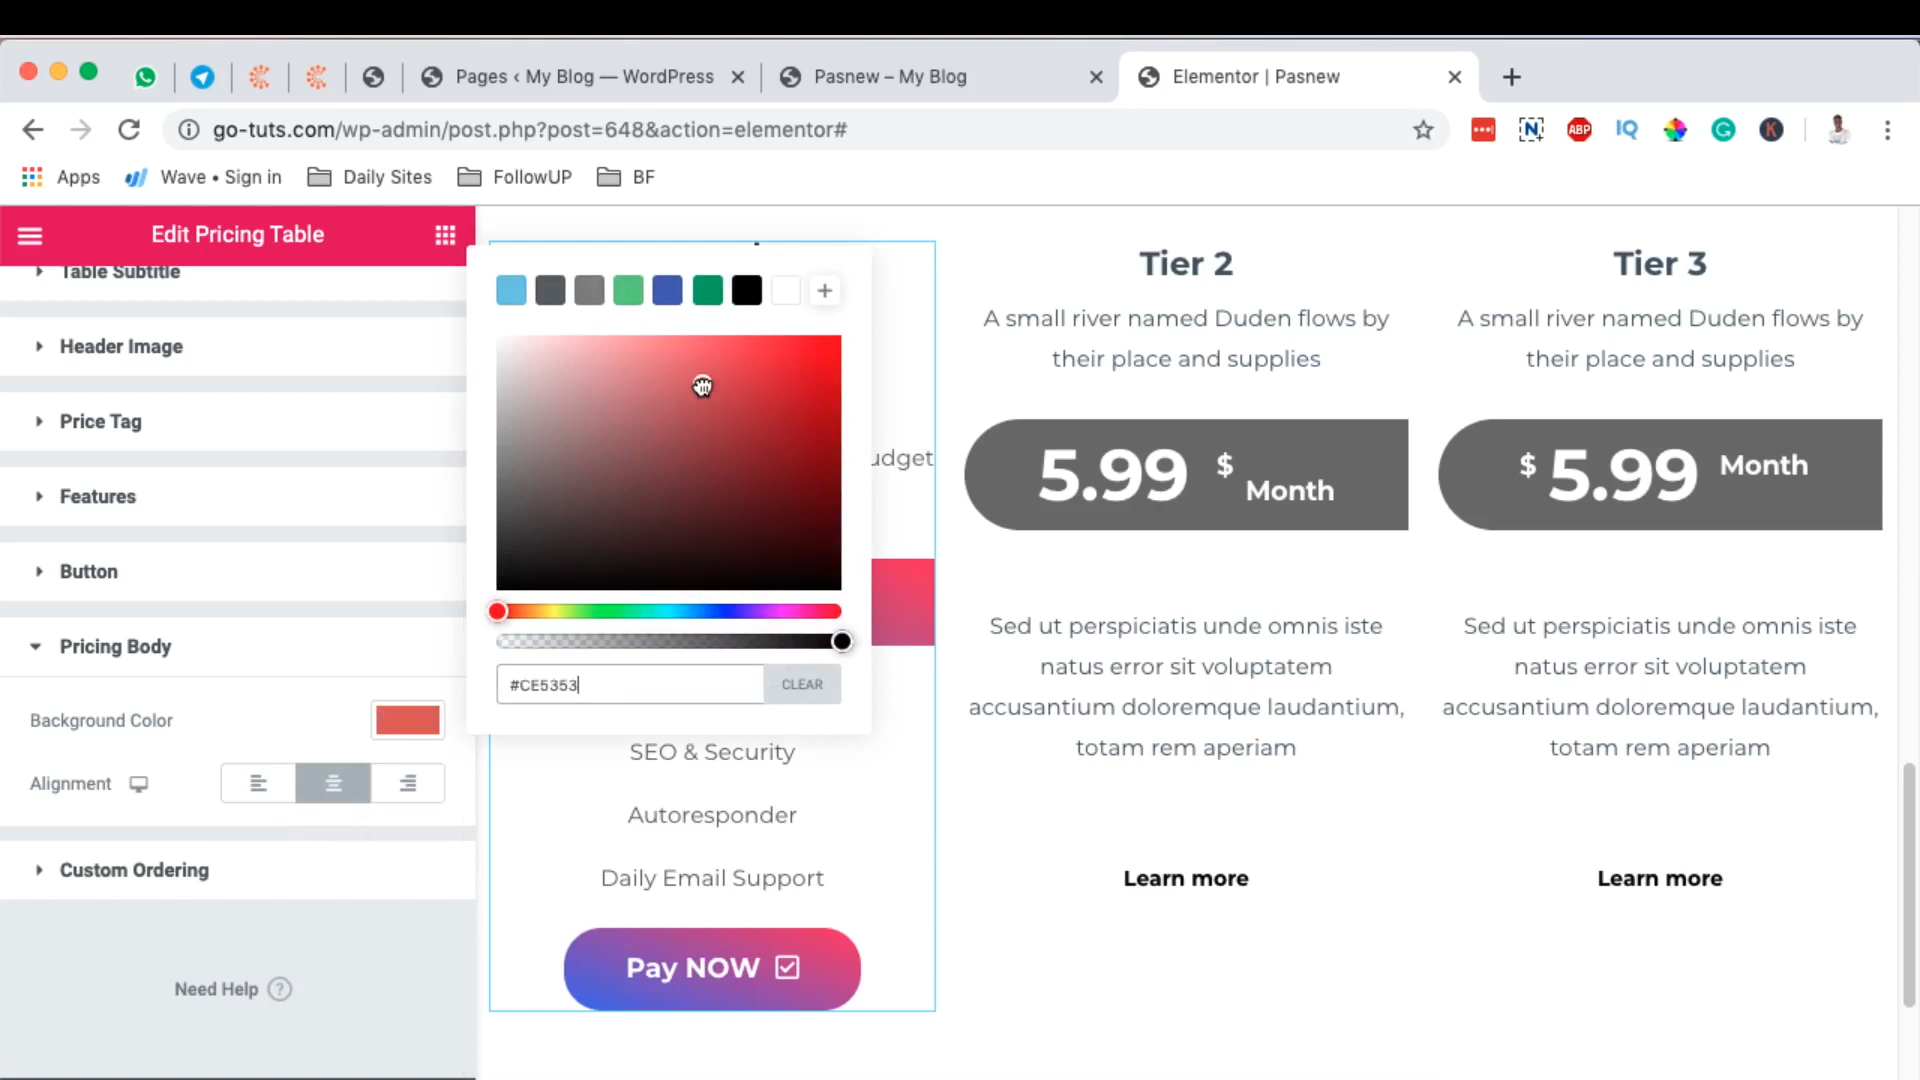 Pages ‹ My Blog — WordPress
Pasnew – My Blog
Elementor | Pasnew
go-tuts.com/wp-admin/post.php?post=648&action=elementor#
ABP
IQ
Apps
Wave • Sign in
Daily Sites
FollowUP
BF
Edit Pricing Table
Table Subtitle
Header Image
Price Tag
Features
Button
Pricing Body
Background Color
Alignment
Custom Ordering
Need Help ?
#CE5353
CLEAR
udget
SEO & Security
Autoresponder
Daily Email Support
Pay NOW
Tier 2
A small river named Duden flows by
their place and supplies
5.99 $ Month
Sed ut perspiciatis unde omnis iste
natus error sit voluptatem
accusantium doloremque laudantium,
totam rem aperiam
Learn more
Tier 3
A small river named Duden flows by
their place and supplies
$ 5.99 Month
Sed ut perspiciatis unde omnis iste
natus error sit voluptatem
accusantium doloremque laudantium,
totam rem aperiam
Learn more